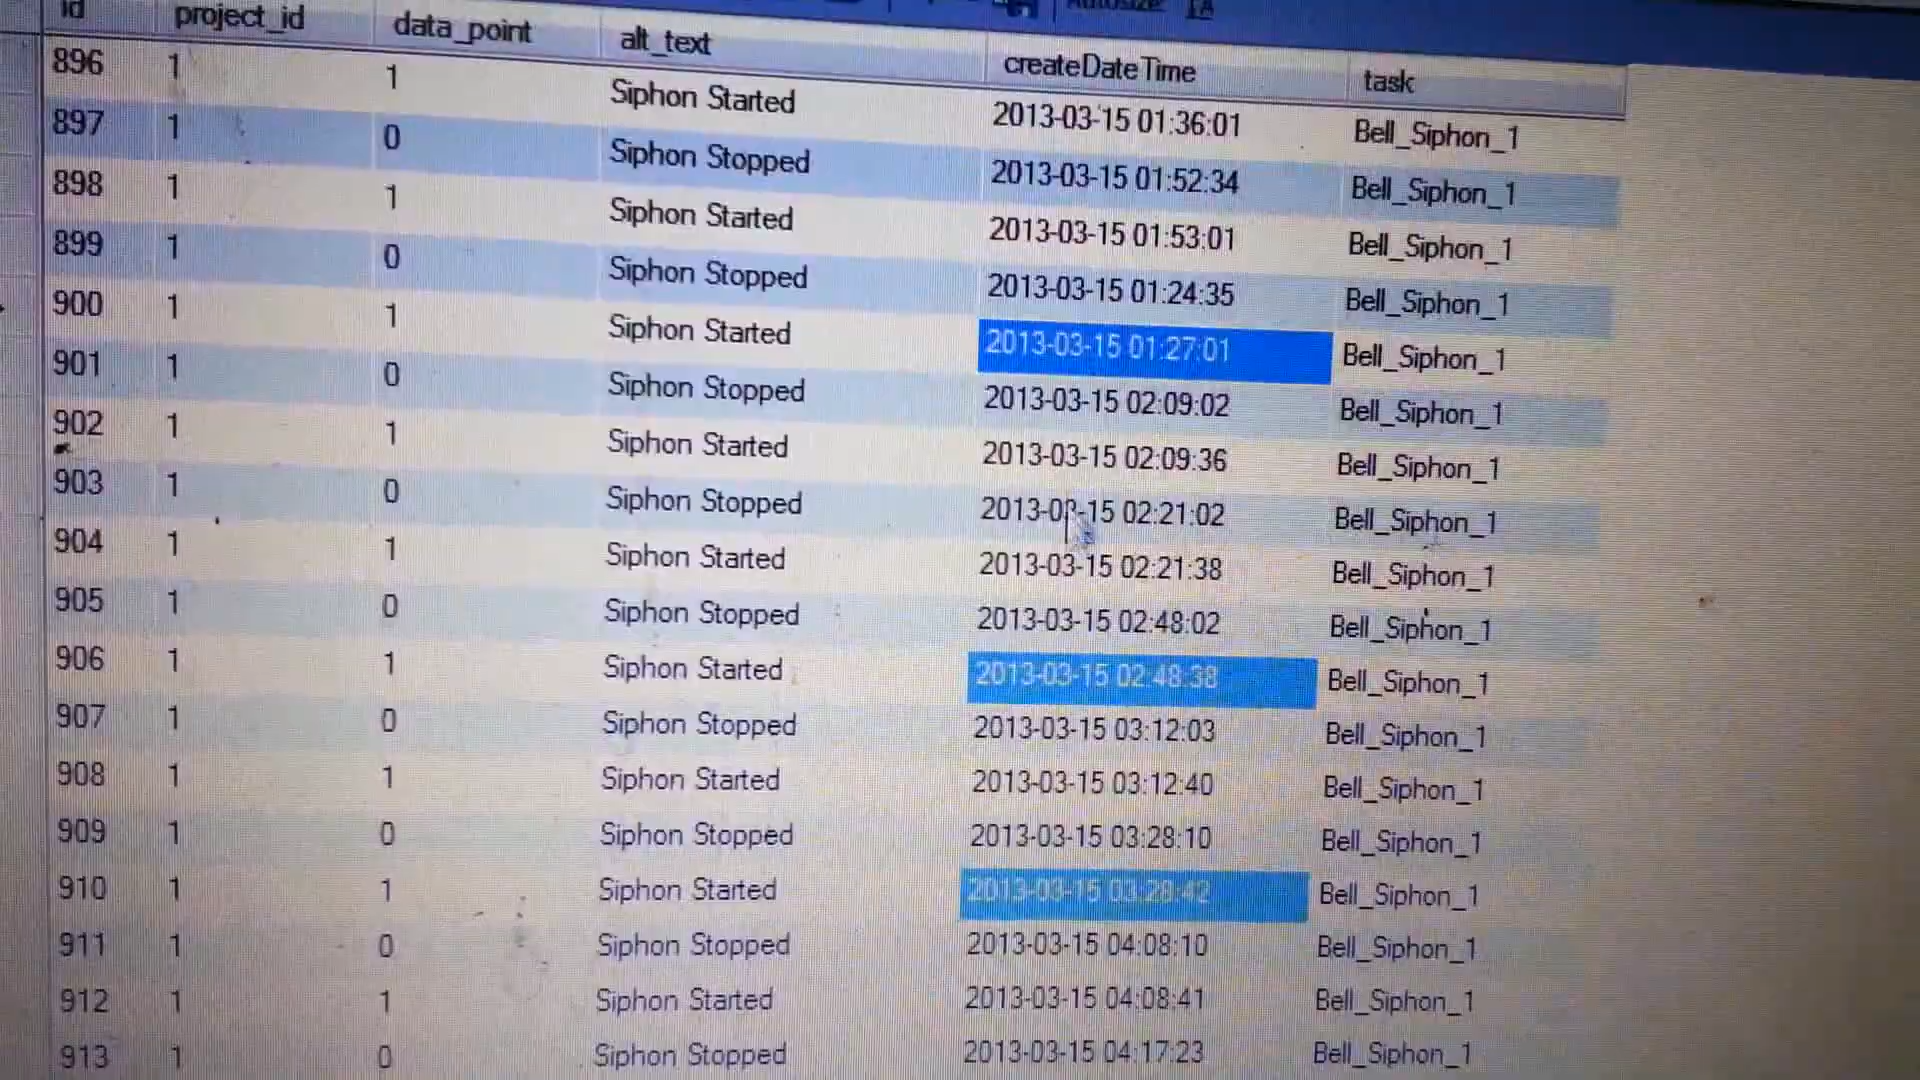 id project_id data_point alt_text createDateTime task
896 1 1 Siphon Started 2013-03-15 01:36:01 Bell_Siphon_1
897 1 0 Siphon Stopped 2013-03-15 01:52:34 Bell_Siphon_1
898 1 1 Siphon Started 2013-03-15 01:53:01 Bell_Siphon_1
899 1 0 Siphon Stopped 2013-03-15 01:24:35 Bell_Siphon_1
900 1 1 Siphon Started 2013-03-15 01:27:01 Bell_Siphon_1
901 1 0 Siphon Stopped 2013-03-15 02:09:02 Bell_Siphon_1
902 1 1 Siphon Started 2013-03-15 02:09:36 Bell_Siphon_1
903 1 0 Siphon Stopped 2013-03-15 02:21:02 Bell_Siphon_1
904 1 1 Siphon Started 2013-03-15 02:21:38 Bell_Siphon_1
905 1 0 Siphon Stopped 2013-03-15 02:48:02 Bell_Siphon_1
906 1 1 Siphon Started 2013-03-15 02:48:38 Bell_Siphon_1
907 1 0 Siphon Stopped 2013-03-15 03:12:03 Bell_Siphon_1
908 1 1 Siphon Started 2013-03-15 03:12:40 Bell_Siphon_1
909 1 0 Siphon Stopped 2013-03-15 03:28:10 Bell_Siphon_1
910 1 1 Siphon Started 2013-03-15 03:28:42 Bell_Siphon_1
911 1 0 Siphon Stopped 2013-03-15 04:08:10 Bell_Siphon_1
912 1 1 Siphon Started 2013-03-15 04:08:41 Bell_Siphon_1
913 1 0 Siphon Stopped 2013-03-15 04:17:23 Bell_Siphon_1